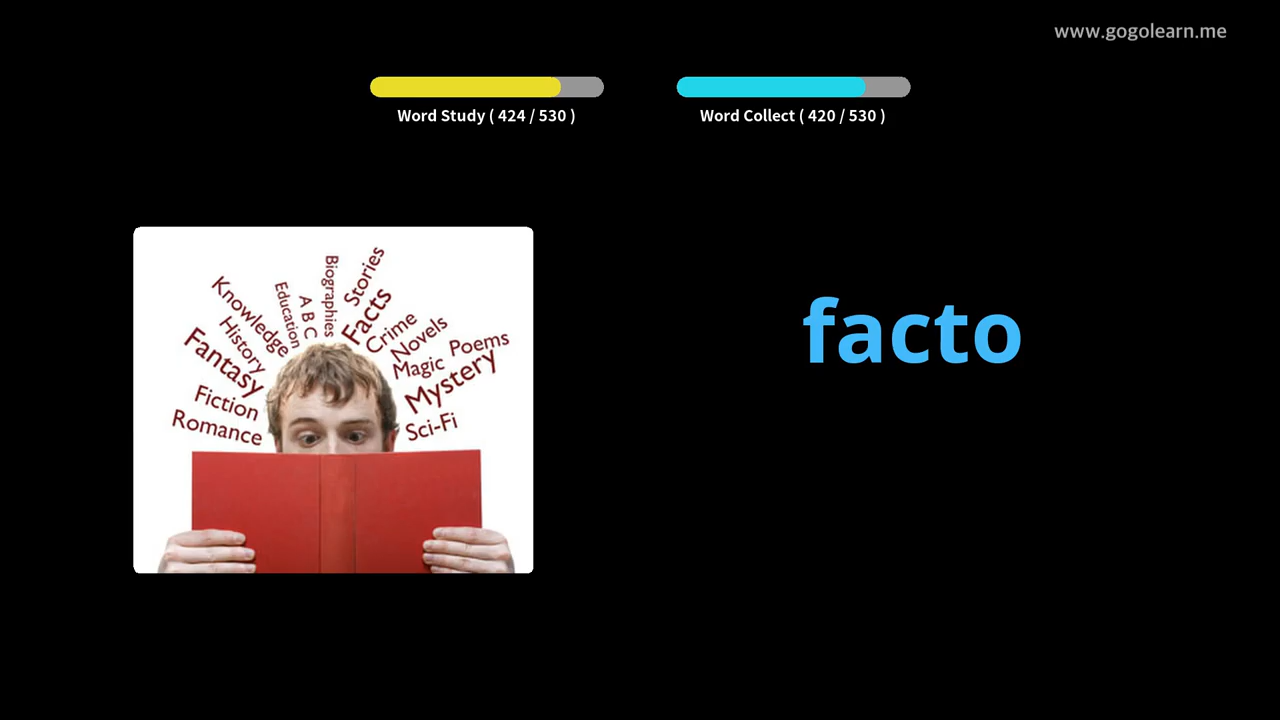 www.gogolearn.me
Word Study ( 424 / 530 )
Word Collect ( 420 / 530 )
Romance
Fiction
Fantasy
History
Knowledge
Education
A B C
Biographies
Stories
Facts
Crime
Novels
Magic
Poems
Mystery
Sci-Fi
facto